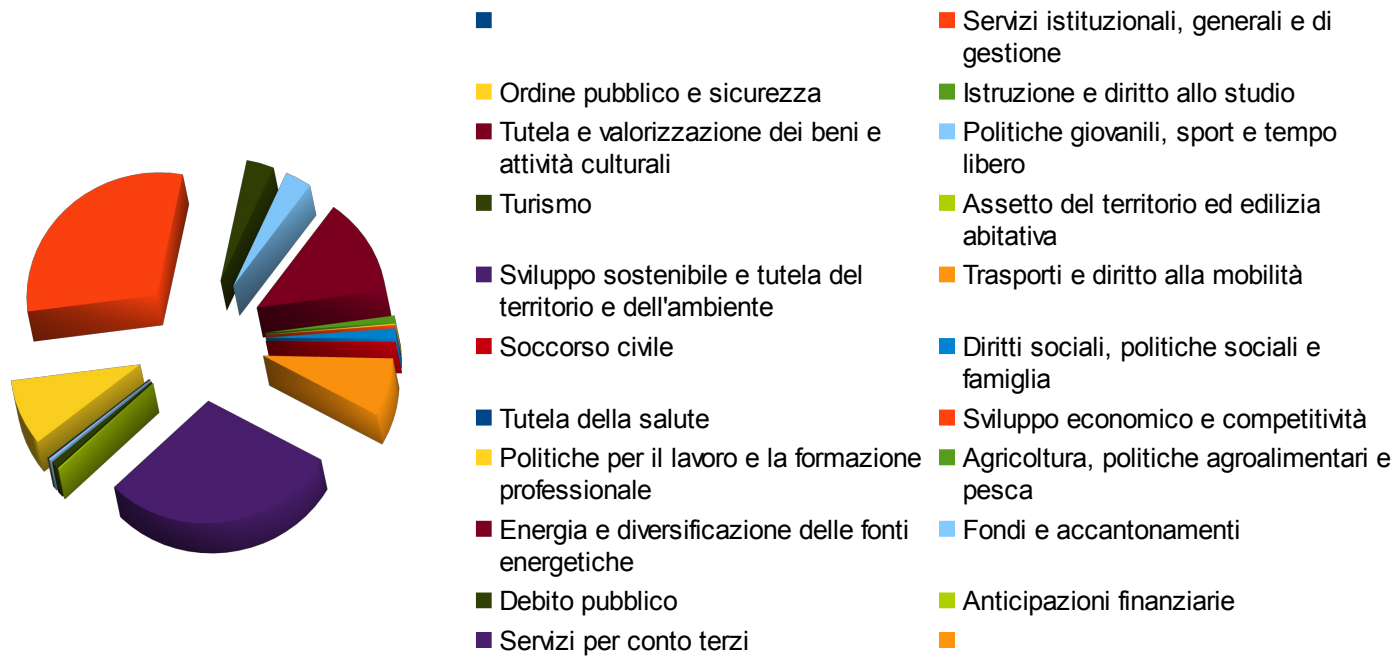 Servizi istituzionali, generali e di
gestione
Ordine pubblico e sicurezza
Istruzione e diritto allo studio
Tutela e valorizzazione dei beni e
attività culturali
Politiche giovanili, sport e tempo
libero
Turismo
Assetto del territorio ed edilizia
abitativa
Sviluppo sostenibile e tutela del
territorio e dell'ambiente
Trasporti e diritto alla mobilità
Soccorso civile
Diritti sociali, politiche sociali e
famiglia
Tutela della salute
Sviluppo economico e competitività
Politiche per il lavoro e la formazione
professionale
Agricoltura, politiche agroalimentari e
pesca
Energia e diversificazione delle fonti
energetiche
Fondi e accantonamenti
Debito pubblico
Anticipazioni finanziarie
Servizi per conto terzi